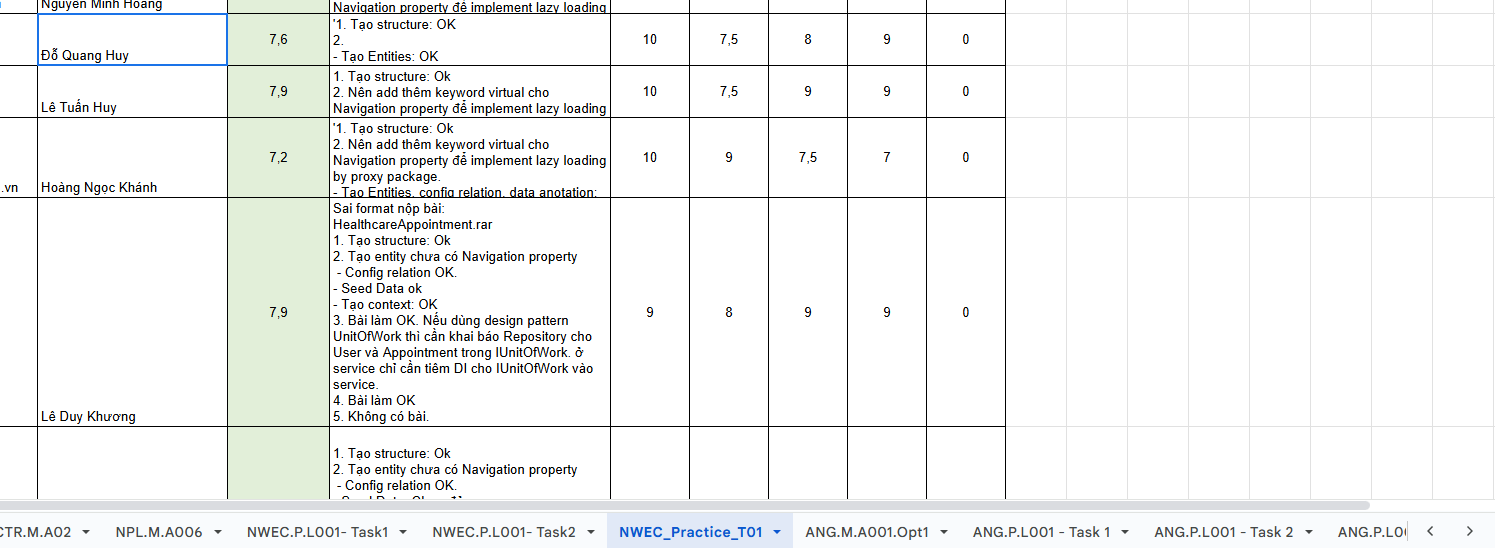 Nguyễn Minh Hoàng
Navigation property để implement lazy loading
Đỗ Quang Huy
7,6
'1. Tạo structure: OK
2.
- Tạo Entities: OK
10
7,5
8
9
0
Lê Tuấn Huy
7,9
1. Tạo structure: Ok
2. Nên add thêm keyword virtual cho
Navigation property để implement lazy loading
10
7,5
9
9
0
.vn
Hoàng Ngọc Khánh
7,2
'1. Tạo structure: Ok
2. Nên add thêm keyword virtual cho
Navigation property để implement lazy loading
by proxy package.
- Tạo Entities, config relation, data anotation:
10
9
7,5
7
0
Lê Duy Khương
7,9
Sai format nộp bài:
HealthcareAppointment.rar
1. Tạo structure: Ok
2. Tạo entity chưa có Navigation property
- Config relation OK.
- Seed Data ok
- Tạo context: OK
3. Bài làm OK. Nếu dùng design pattern
UnitOfWork thì cần khai báo Repository cho
User và Appointment trong IUnitOfWork. ở
service chỉ cần tiêm DI cho IUnitOfWork vào
service.
4. Bài làm OK
5. Không có bài.
9
8
9
9
0
1. Tạo structure: Ok
2. Tạo entity chưa có Navigation property
- Config relation OK.
CTR.M.A02
NPL.M.A006
NWEC.P.L001- Task1
NWEC.P.L001- Task2
NWEC_Practice_T01
ANG.M.A001.Opt1
ANG.P.L001 - Task 1
ANG.P.L001 - Task 2
ANG.P.L0